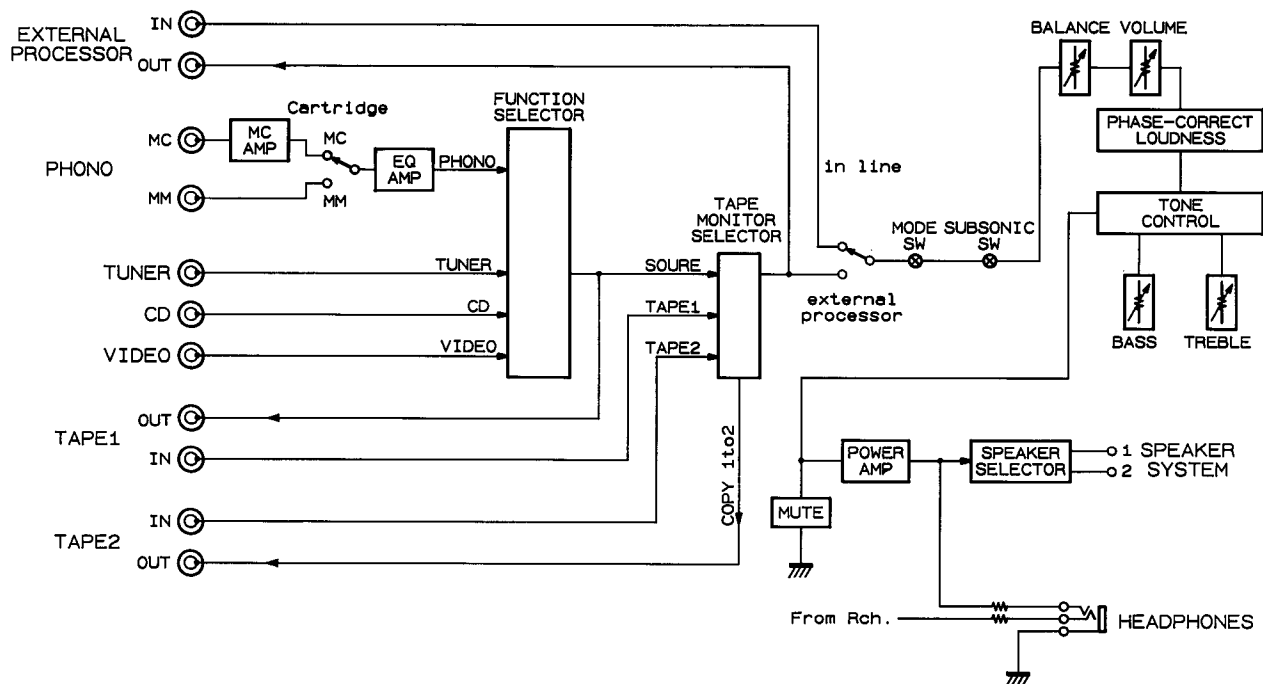 EXTERNAL
PROCESSOR
IN
OUT
BALANCE
VOLUME
FUNCTION
SELECTOR
Cartridge
PHONO
MC
MC
AMP
MC
MM
MM
EQ
AMP
PHONO
PHASE-CORRECT
LOUDNESS
in line
TAPE
MONITOR
SELECTOR
MODE
SW
SUBSONIC
SW
TONE
CONTROL
TUNER
TUNER
SOURE
CD
CD
TAPE1
external
processor
VIDEO
VIDEO
TAPE2
BASS
TREBLE
TAPE1
OUT
IN
COPY 1to2
POWER
AMP
SPEAKER
SELECTOR
1 SPEAKER
2 SYSTEM
MUTE
TAPE2
IN
OUT
From Rch.
HEADPHONES